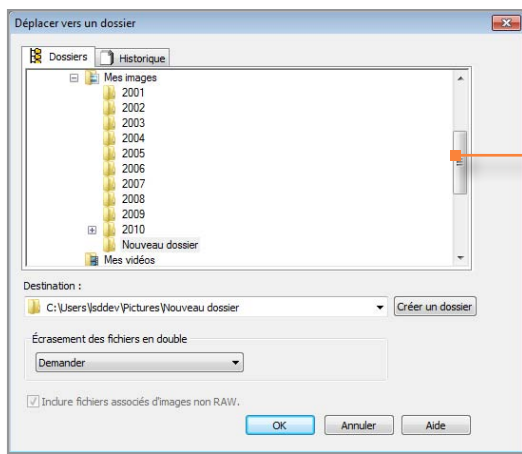 Déplacer vers un dossier
Dossiers Historique
Mes images
2001
2002
2003
2004
2005
2006
2007
2008
2009
2010
Nouveau dossier
Mes vidéos
Destination :
C:\Users\lsddev\Pictures\Nouveau dossier Créer un dossier
Écrasement des fichiers en double
Demander
Indure fichiers associés d'images non RAW.
OK Annuler Aide